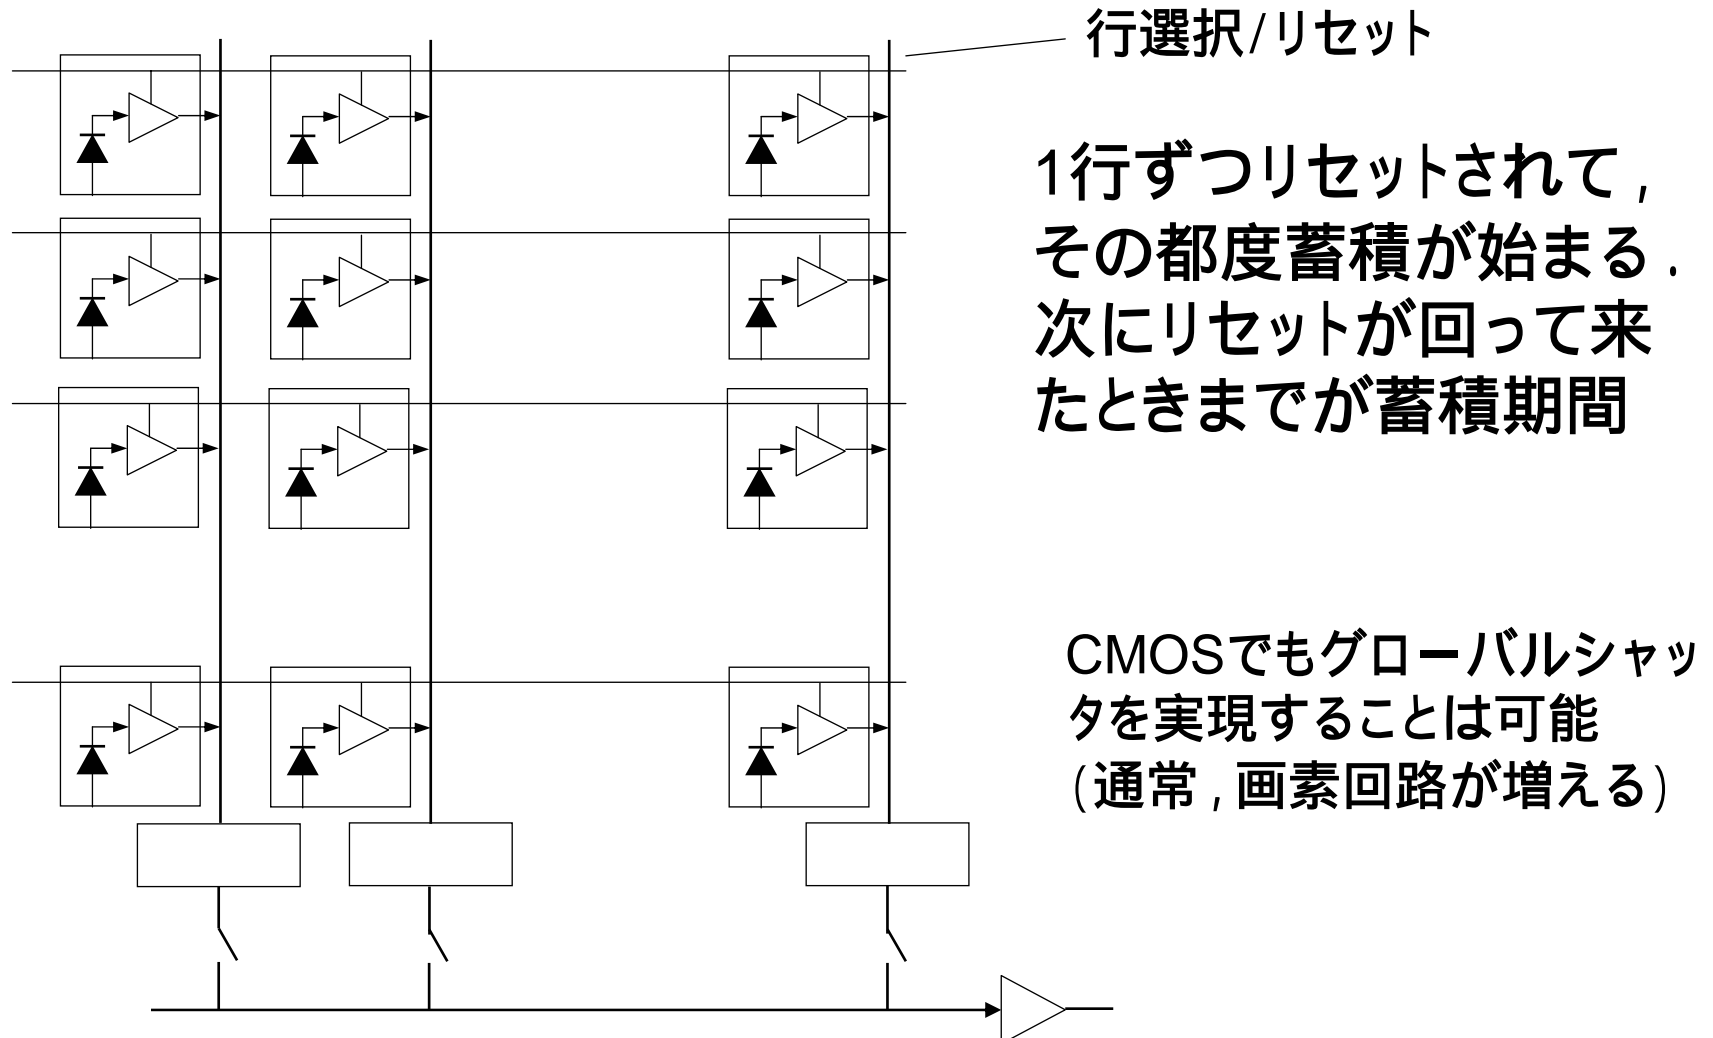 行選択/リセット
1行ずつリセットされて,
その都度蓄積が始まる.
次にリセットが回って来
たときまでが蓄積期間
CMOSでもグローバルシャッ
タを実現することは可能
(通常,画素回路が増える)